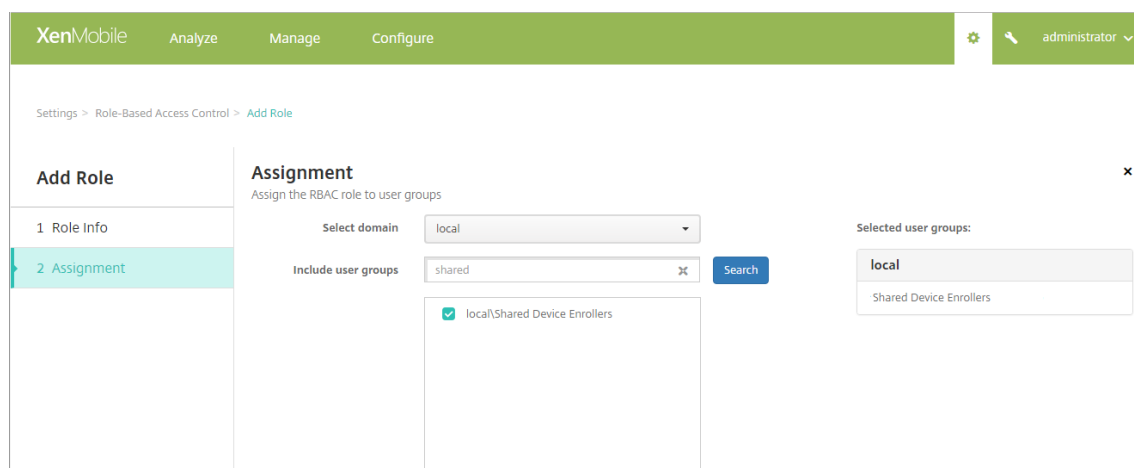 XenMobile Analyze Manage Configure administrator
Settings > Role-Based Access Control > Add Role
Add Role
1 Role Info
2 Assignment
Assignment
Assign the RBAC role to user groups
Select domain local
Include user groups shared Search
local\Shared Device Enrollers
Selected user groups:
local
Shared Device Enrollers